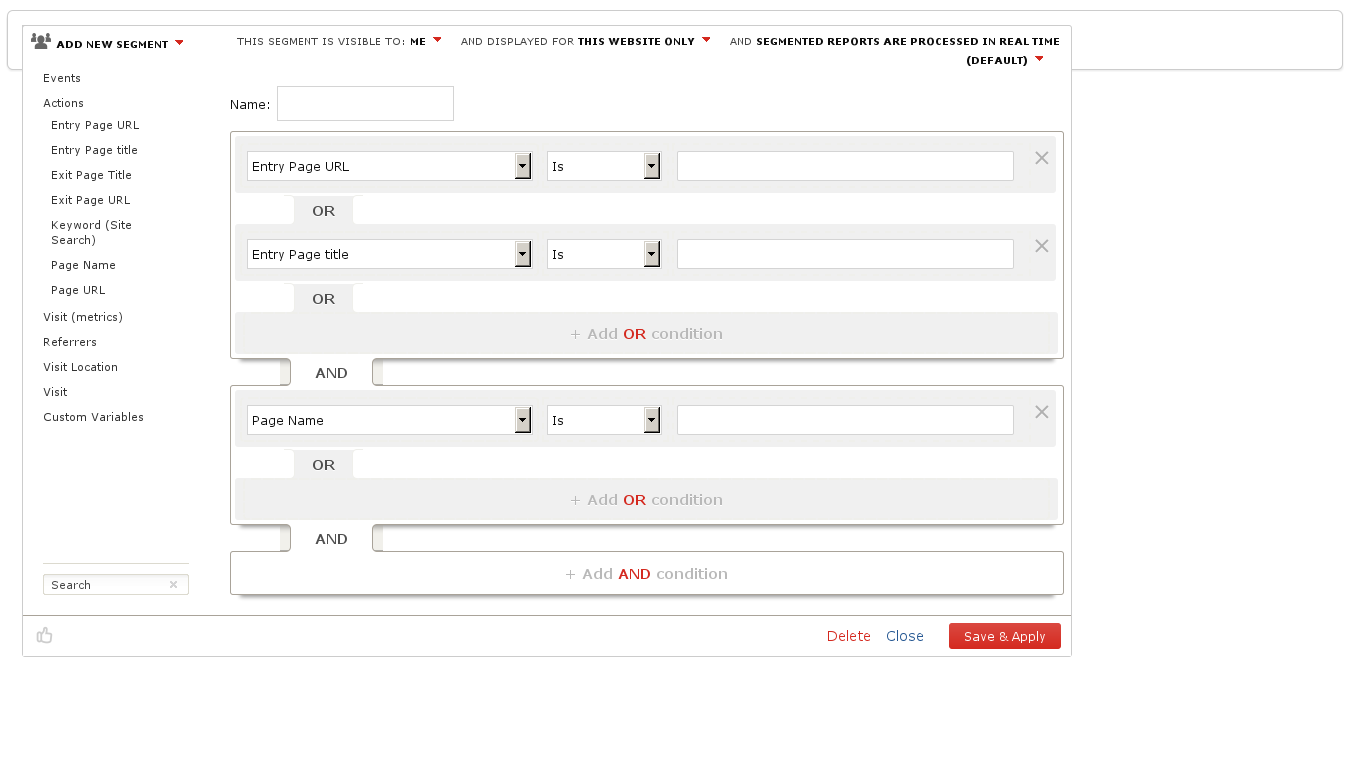 ADD NEW SEGMENT
THIS SEGMENT IS VISIBLE TO: ME AND DISPLAYED FOR THIS WEBSITE ONLY AND SEGMENTED REPORTS ARE PROCESSED IN REAL TIME
(DEFAULT)
Events
Actions
Entry Page URL
Entry Page title
Exit Page Title
Exit Page URL
Keyword (Site
Search)
Page Name
Page URL
Visit (metrics)
Referrers
Visit Location
Visit
Custom Variables
Search
Name:
Entry Page URL Is
OR
Entry Page title Is
OR
+ Add OR condition
AND
Page Name Is
OR
+ Add OR condition
AND
+ Add AND condition
Delete Close Save & Apply